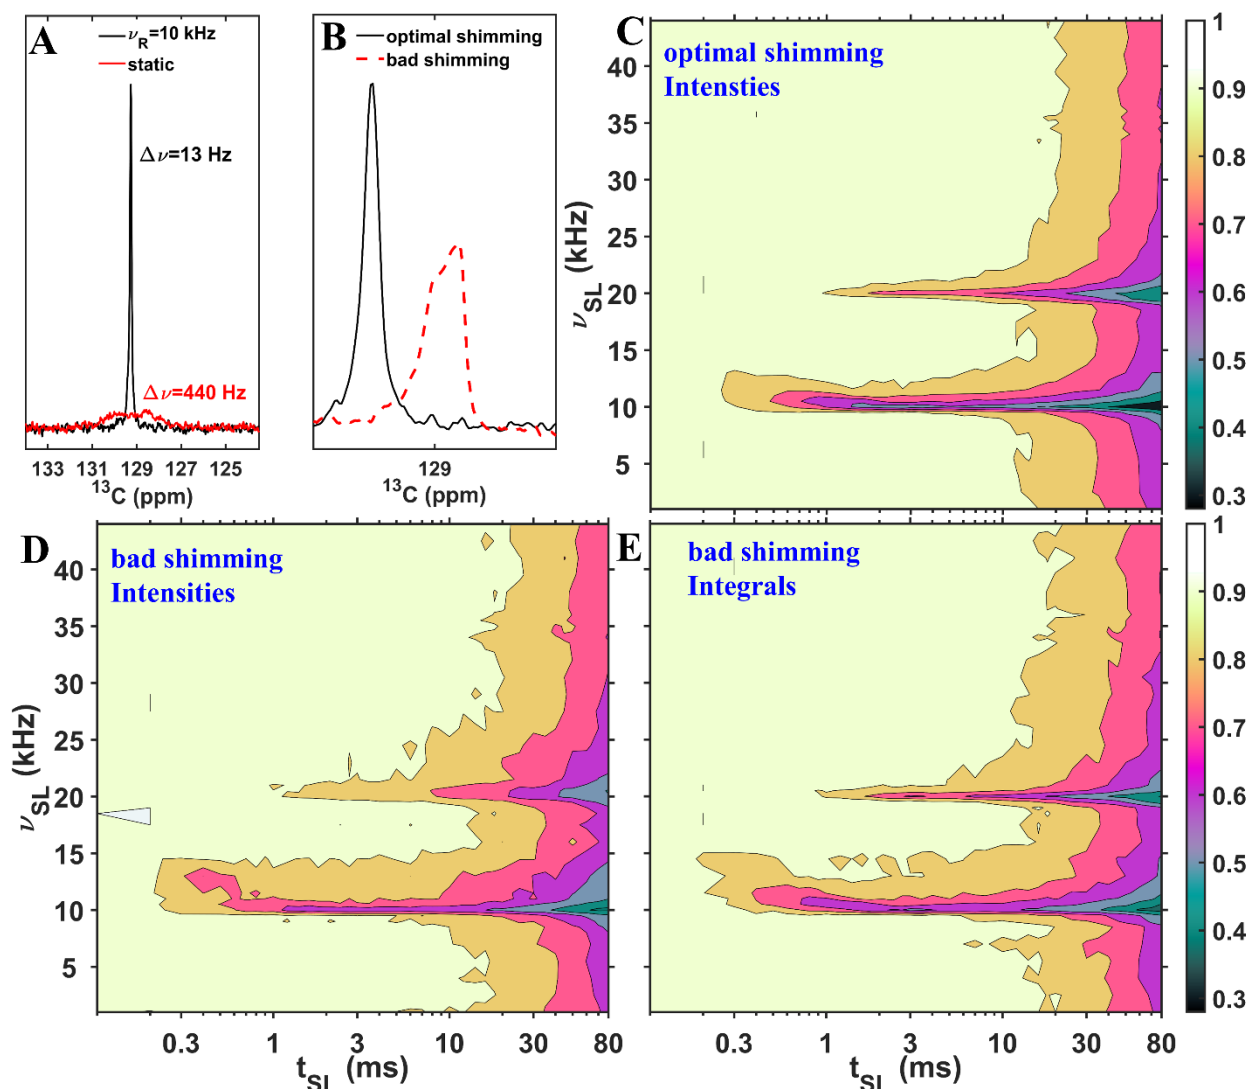 A
ν_R=10 kHz
static
Δν=13 Hz
Δν=440 Hz
133 131 129 127 125
¹³C (ppm)
B
optimal shimming
bad shimming
129
¹³C (ppm)
C
optimal shimming
Intensties
40
35
30
25
20
15
10
5
ν_SL (kHz)
1
0.9
0.8
0.7
0.6
0.5
0.4
0.3
D
bad shimming
Intensities
40
35
30
25
20
15
10
5
ν_SL (kHz)
0.3 1 3 10 30 80
t_SL (ms)
E
bad shimming
Integrals
0.3 1 3 10 30 80
t_SL (ms)
1
0.9
0.8
0.7
0.6
0.5
0.4
0.3